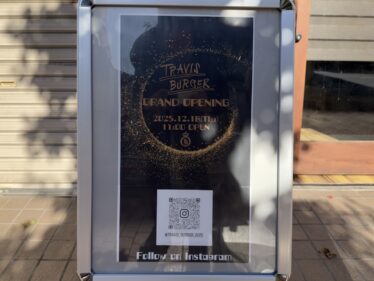 TRAVIS
BURGER
GRAND OPENING
2025.12.18(Thu)
11:00 OPEN
Follow on Instagram